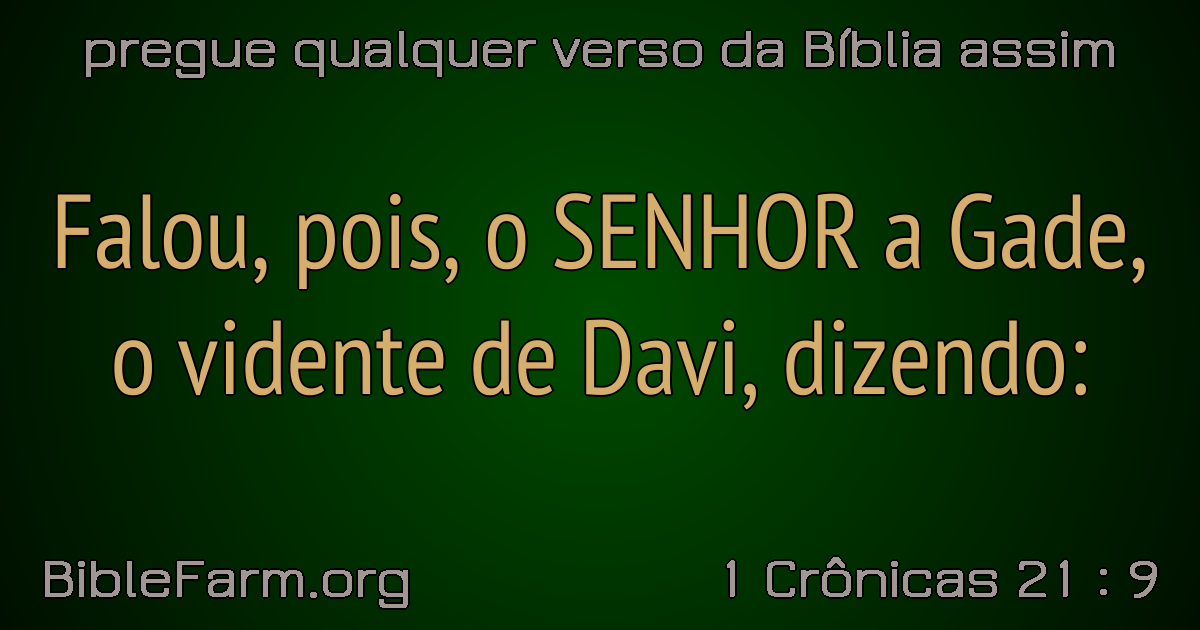 pregue qualquer verso da Bíblia assim
Falou, pois, o SENHOR a Gade,
o vidente de Davi, dizendo:
BibleFarm.org
1 Crônicas 21 : 9